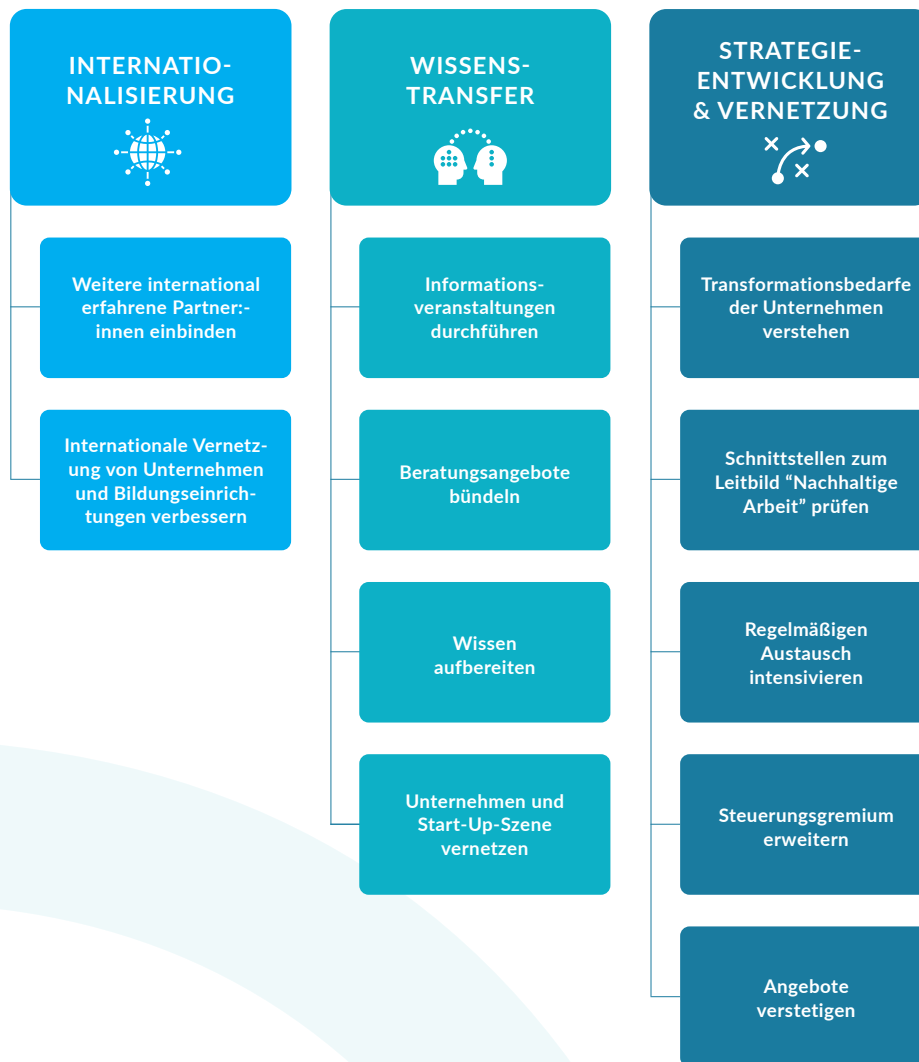 INTERNATIO-
NALISIERUNG
Weitere international
erfahrene Partner:-
innen einbinden
Internationale Vernetz-
ung von Unternehmen
und Bildungseinrich-
tungen verbessern
WISSENS-
TRANSFER
Informations-
veranstaltungen
durchführen
Beratungsangebote
bündeln
Wissen
aufbereiten
Unternehmen und
Start-Up-Szene
vernetzen
STRATEGIE-
ENTWICKLUNG
& VERNETZUNG
Transformationsbedarfe
der Unternehmen
verstehen
Schnittstellen zum
Leitbild “Nachhaltige
Arbeit” prüfen
Regelmäßigen
Austausch
intensivieren
Steuerungsgremium
erweitern
Angebote
verstetigen